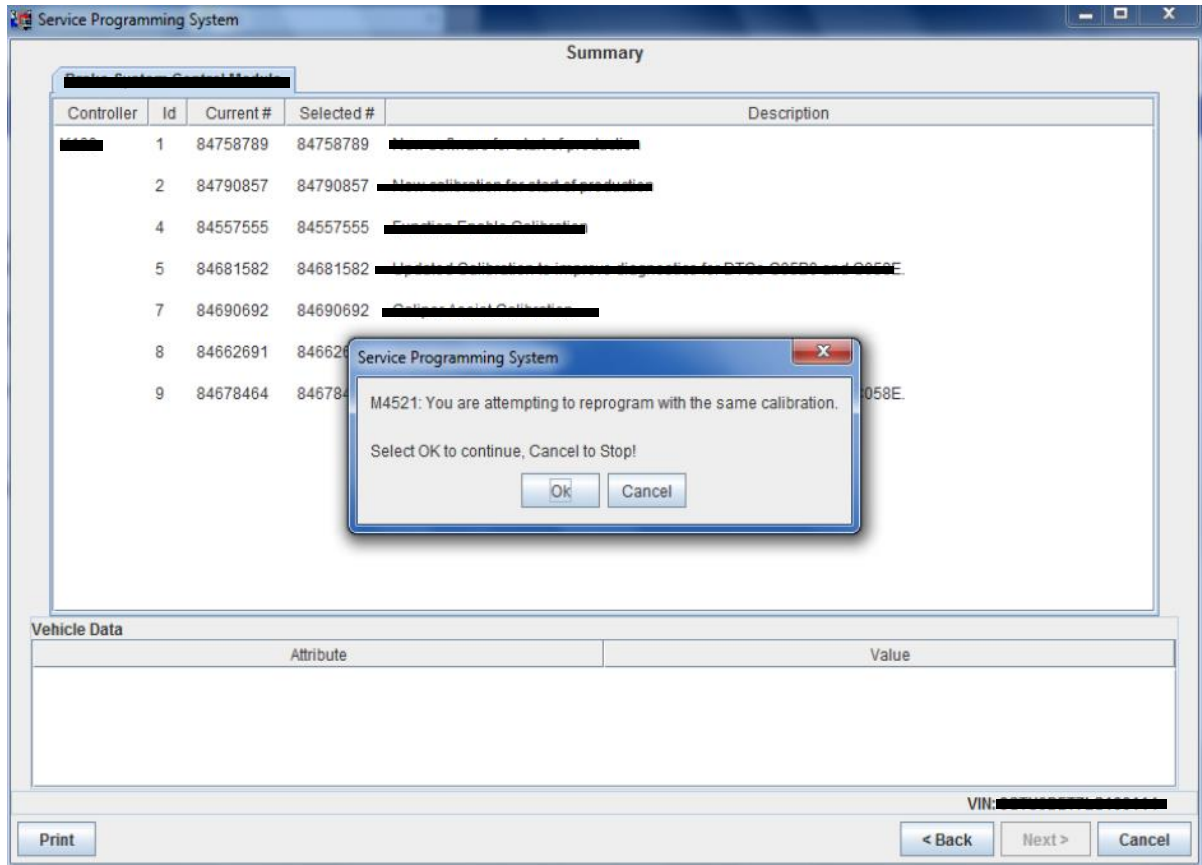 Service Programming System
Summary
Controller Id Current # Selected # Description
1 84758789 84758789
2 84790857 84790857
4 84557555 84557555
5 84681582 84681582
7 84690692 84690692
8 84662691
9 84678464 058E.
Service Programming System
M4521: You are attempting to reprogram with the same calibration.
Select OK to continue, Cancel to Stop!
Ok Cancel
Vehicle Data
Attribute Value
VIN:
Print < Back Next > Cancel